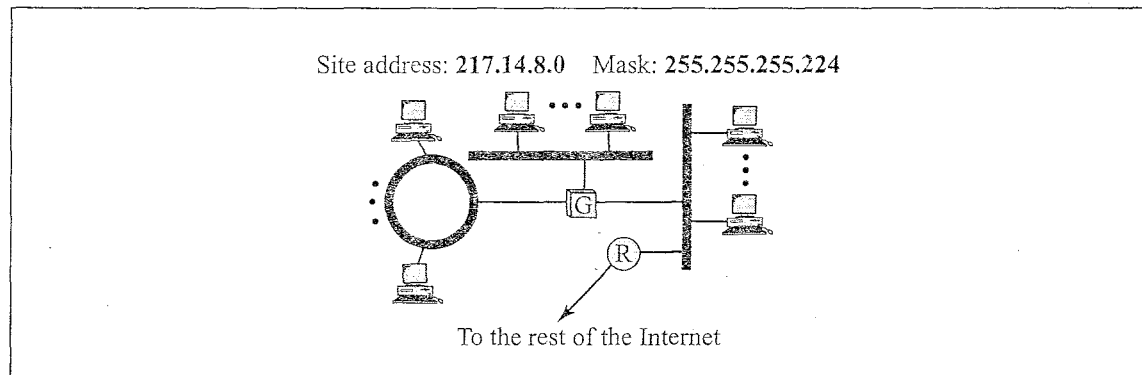 Site address: 217.14.8.0 Mask: 255.255.255.224
G
R
To the rest of the Internet